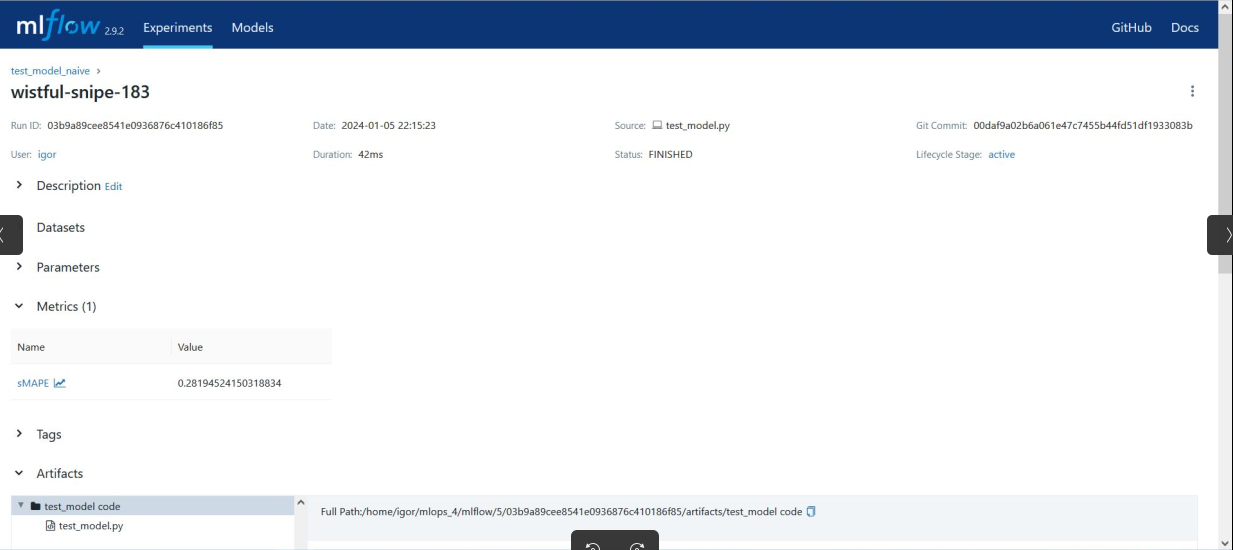 mlflow 2.9.2 Experiments Models GitHub Docs
test_model_naive >
wistful-snipe-183
Run ID: 03b9a89cee8541e0936876c410186f85 Date: 2024-01-05 22:15:23 Source: test_model.py Git Commit: 00daf9a02b6a061e47c7455b44fd51df1933083b
User: igor Duration: 42ms Status: FINISHED Lifecycle Stage: active
Description Edit
Datasets
Parameters
Metrics (1)
Name Value
sMAPE 0.28194524150318834
Tags
Artifacts
test_model code
Full Path:/home/igor/mlops_4/mlflow/5/03b9a89cee8541e0936876c410186f85/artifacts/test_model code
test_model.py